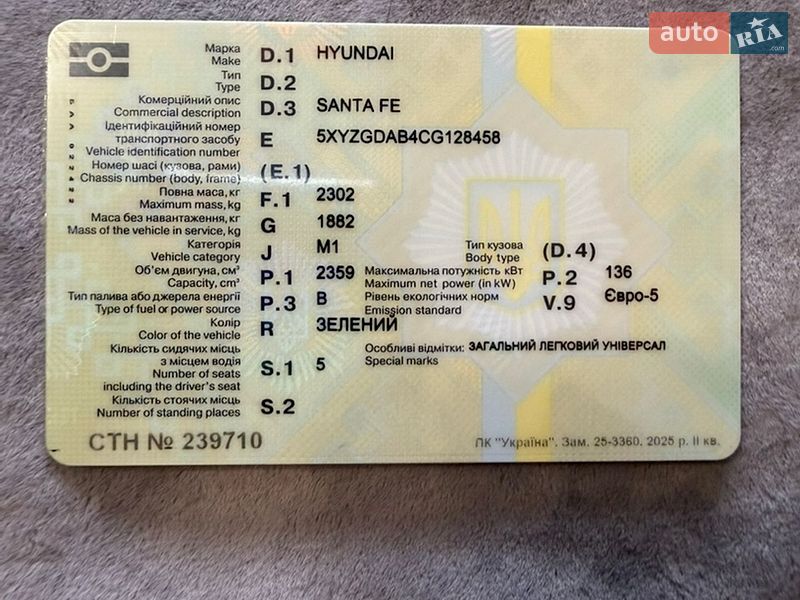 auto RIA .com
Марка
Make D.1 HYUNDAI
Тип
Type D.2
Комерційний опис
Commercial description D.3 SANTA FE
Ідентифікаційний номер
транспортного засобу
Vehicle identification number E 5XYZGDAB4CG128458
Номер шасі (кузова, рами)
Chassis number (body, frame) (E.1)
Повна маса, кг
Maximum mass, kg F.1 2302
Маса без навантаження, кг
Mass of the vehicle in service, kg G 1882
Категорія
Vehicle category J M1
Тип кузова
Body type (D.4)
Об'єм двигуна, см³
Capacity, cm³ P.1 2359
Максимальна потужність кВт
Maximum net power (in kW) P.2 136
Тип палива або джерела енергії
Type of fuel or power source P.3 B
Рівень екологічних норм
Emission standard V.9 Євро-5
Колір
Color of the vehicle R ЗЕЛЕНИЙ
Кількість сидячих місць
з місцем водія
Number of seats
including the driver's seat S.1 5
Особливі відмітки: ЗАГАЛЬНИЙ ЛЕГКОВИЙ УНІВЕРСАЛ
Special marks
Кількість стоячих місць
Number of standing places S.2
СТН № 239710
ПК "Україна". Зам. 25-3360. 2025 р. II кв.